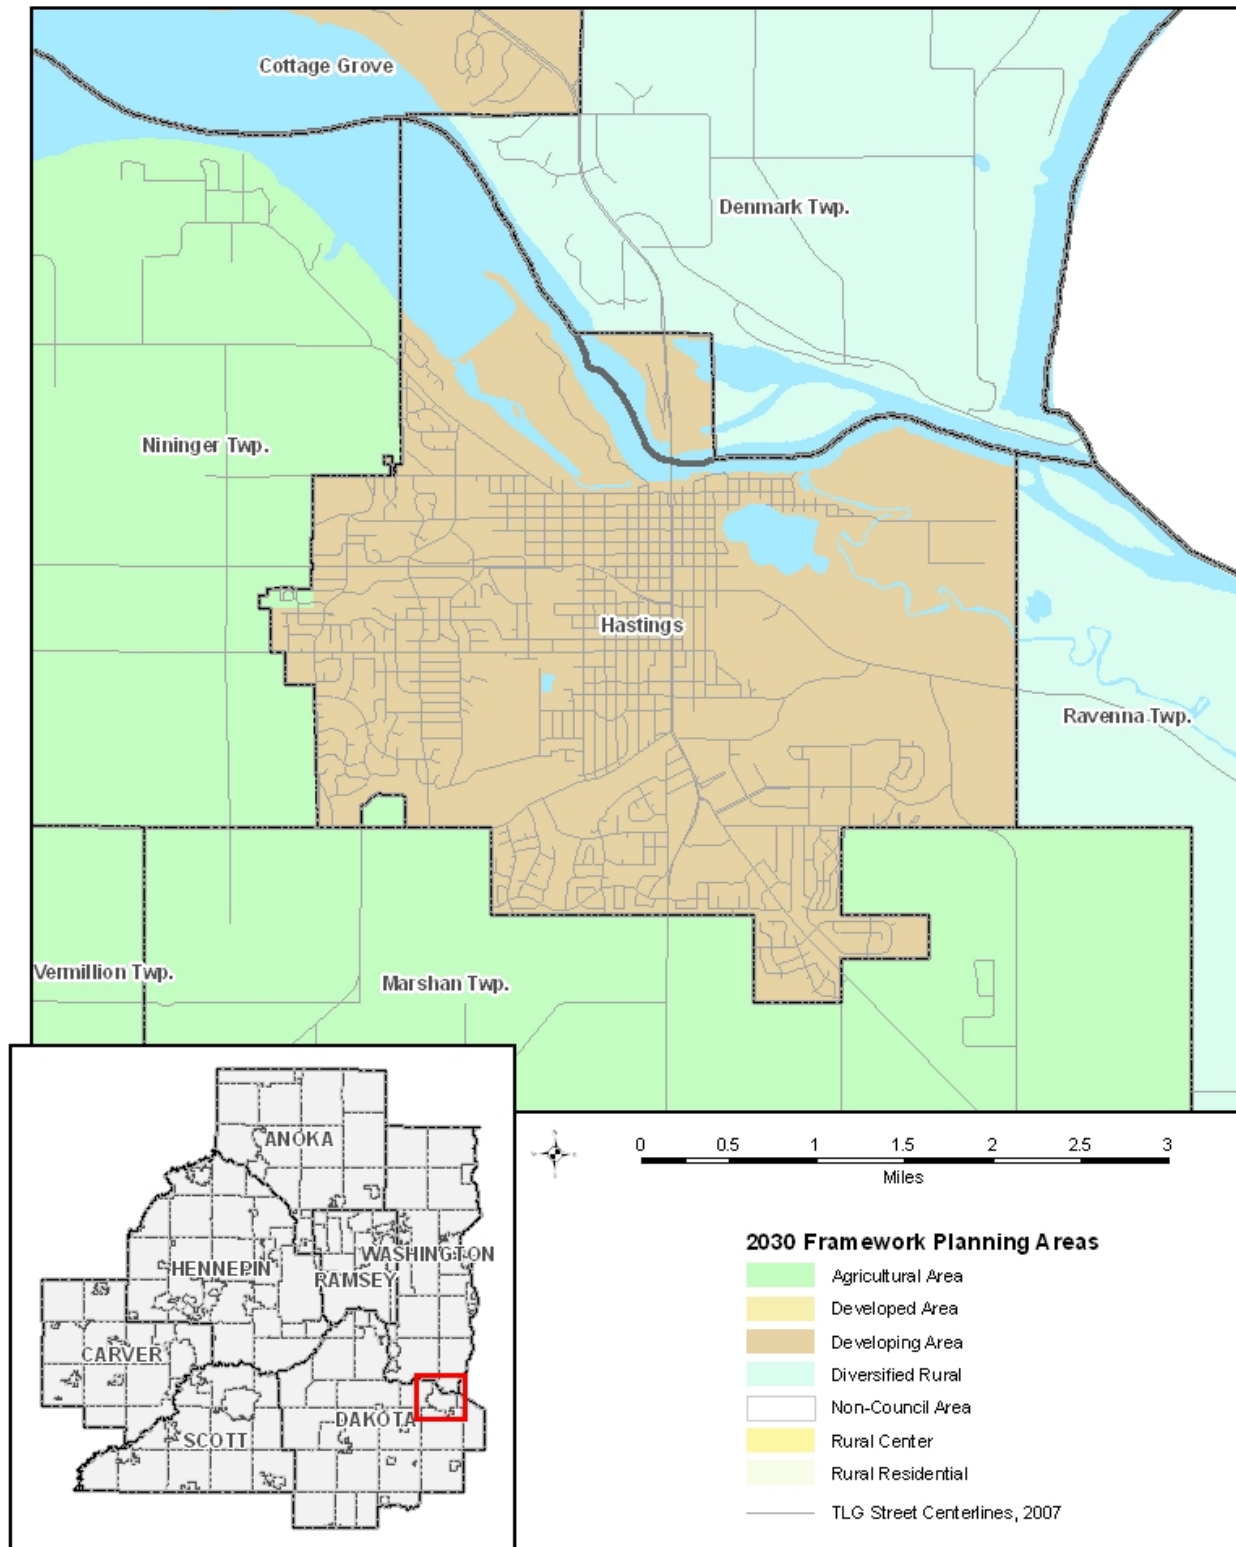 Cottage Grove
Denmark Twp.
Nininger Twp.
Hastings
Ravenna Twp.
Vermillion Twp.
Marshan Twp.
ANOKA
WASHINGTON
HENNEPIN
RAMSEY
CARVER
DAKOTA
SCOTT
0 0.5 1 1.5 2 2.5 3
Miles
2030 Framework Planning Areas
Agricultural Area
Developed Area
Developing Area
Diversified Rural
Non-Council Area
Rural Center
Rural Residential
TLG Street Centerlines, 2007